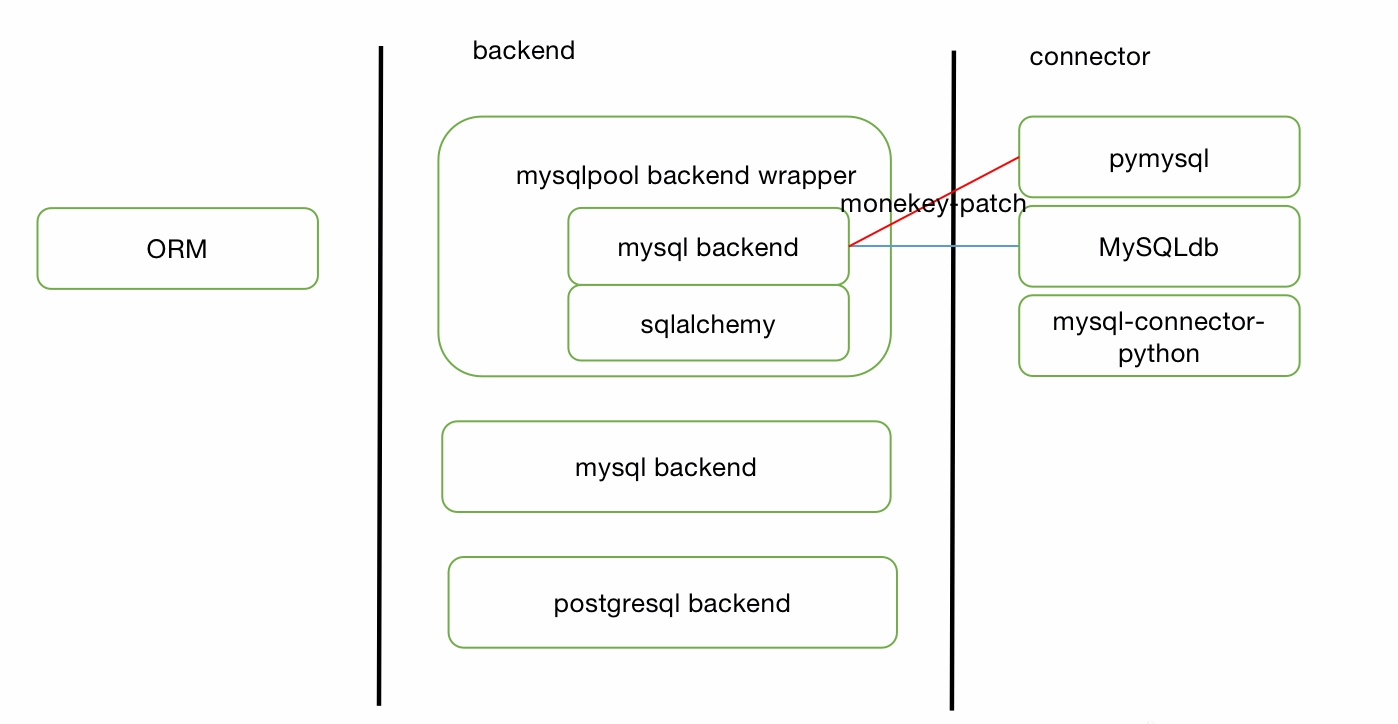 backend
connector
ORM
mysqlpool backend wrapper
monekey-patch
mysql backend
sqlalchemy
pymysql
MySQLdb
mysql-connector-
python
mysql backend
postgresql backend